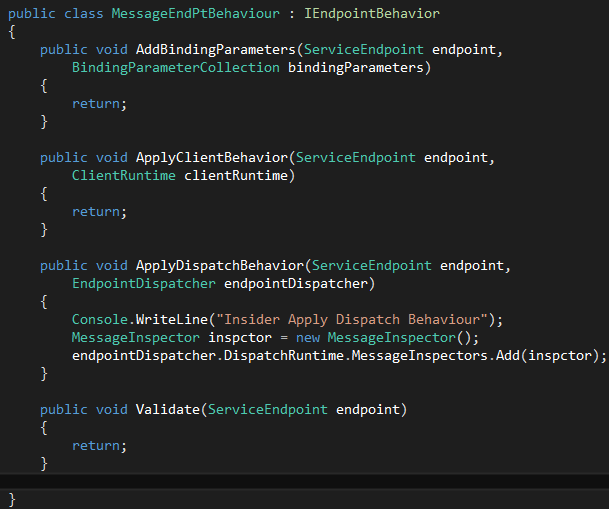 public class MessageEndPtBehaviour : IEndpointBehavior
{
    public void AddBindingParameters(ServiceEndpoint endpoint,
        BindingParameterCollection bindingParameters)
    {
        return;
    }

    public void ApplyClientBehavior(ServiceEndpoint endpoint,
        ClientRuntime clientRuntime)
    {
        return;
    }

    public void ApplyDispatchBehavior(ServiceEndpoint endpoint,
        EndpointDispatcher endpointDispatcher)
    {
        Console.WriteLine("Insider Apply Dispatch Behaviour");
        MessageInspector inspctor = new MessageInspector();
        endpointDispatcher.DispatchRuntime.MessageInspectors.Add(inspctor);
    }

    public void Validate(ServiceEndpoint endpoint)
    {
        return;
    }

}